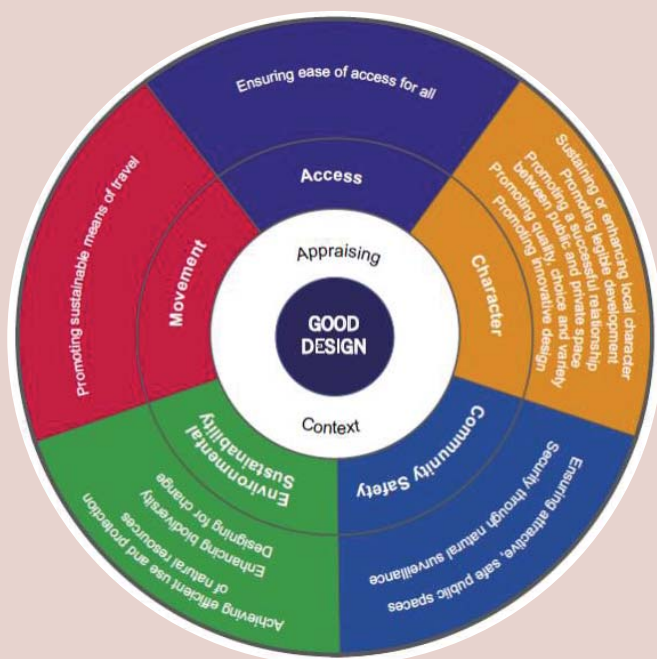 GOOD
DESIGN
Appraising
Context
Access
Ensuring ease of access for all
Character
Sustaining or enhancing local character
Promoting legible development
Promoting a successful relationship
between public and private space
Promoting quality, choice and variety
Promoting innovative design
Community Safety
Ensuring attractive, safe public spaces
Security through natural surveillance
Environmental
Sustainability
Achieving efficient use and protection
of natural resources
Enhancing biodiversity
Designing for change
Movement
Promoting sustainable means of travel